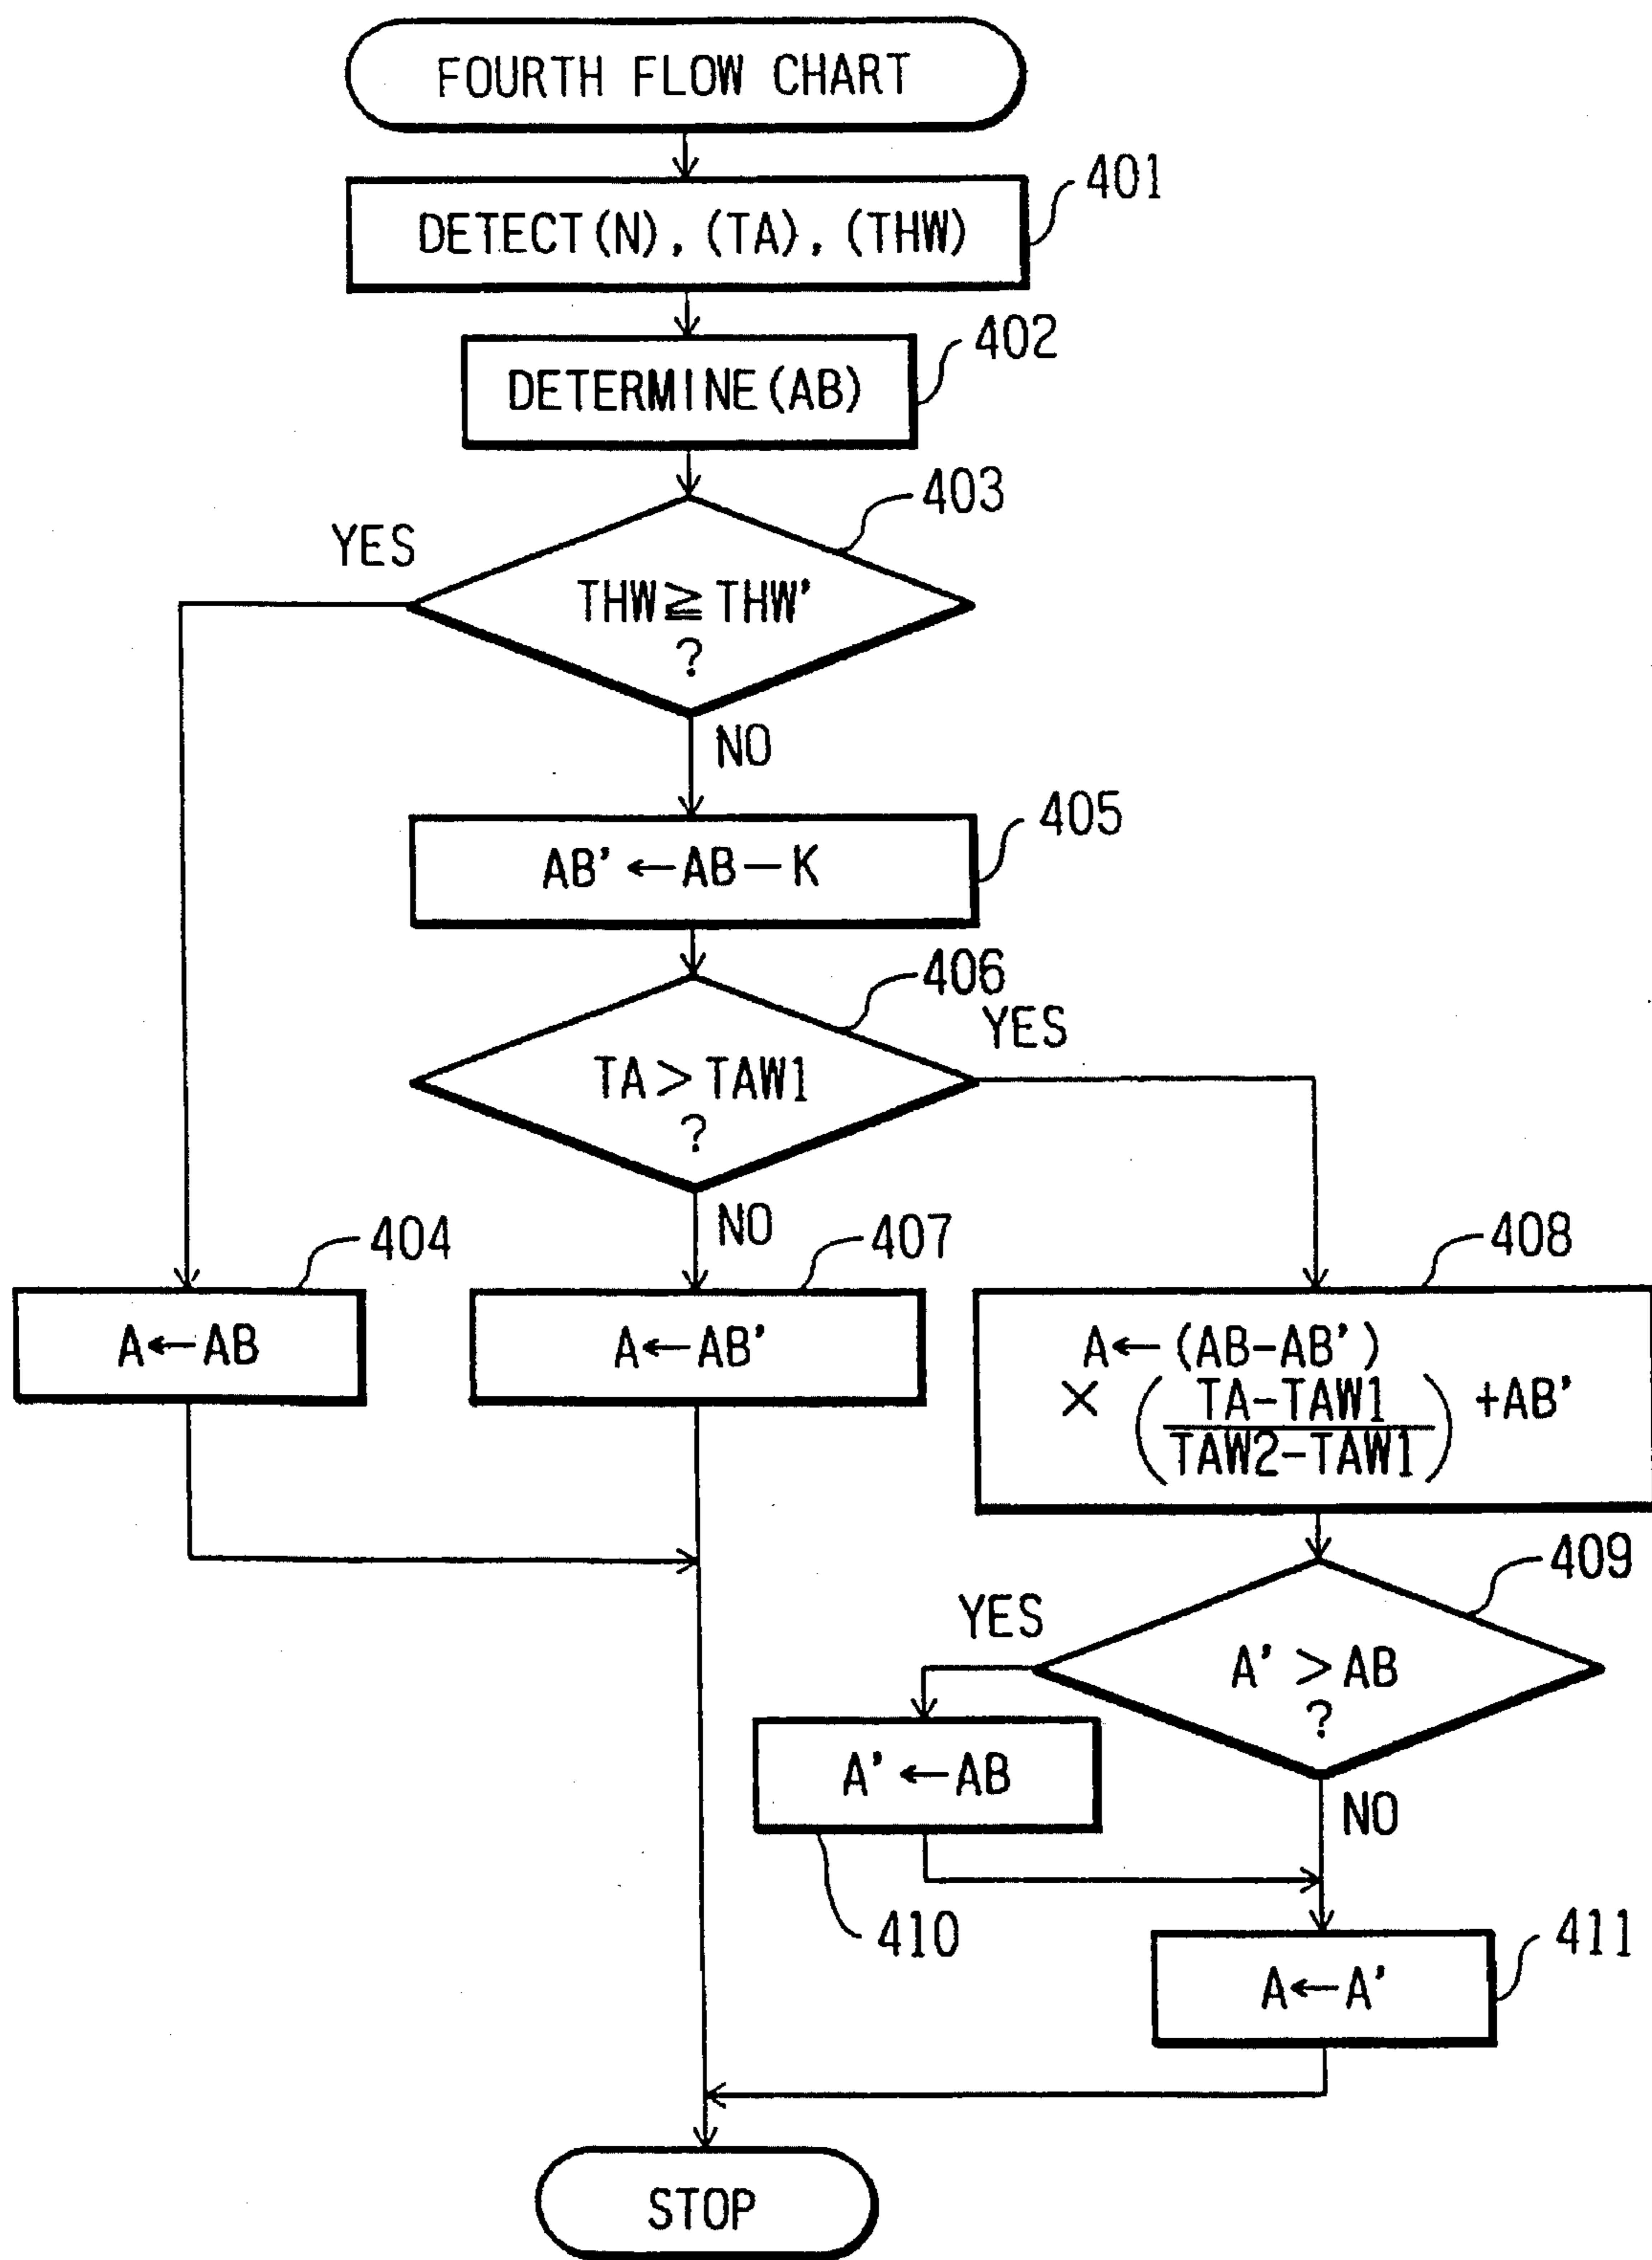 FOURTH FLOW CHART
401
DETECT(N), (TA), (THW)
402
DETERMINE(AB)
403
YES
THW≧THW'
?
NO
405
AB'←AB—K
406
YES
TA>TAW1
?
NO
404
407
408
A←AB
A←AB'
A←(AB-AB')
× (TA-TAW1
TAW2-TAW1) +AB'
409
YES
A'>AB
?
A'←AB
NO
410
411
A←A'
STOP